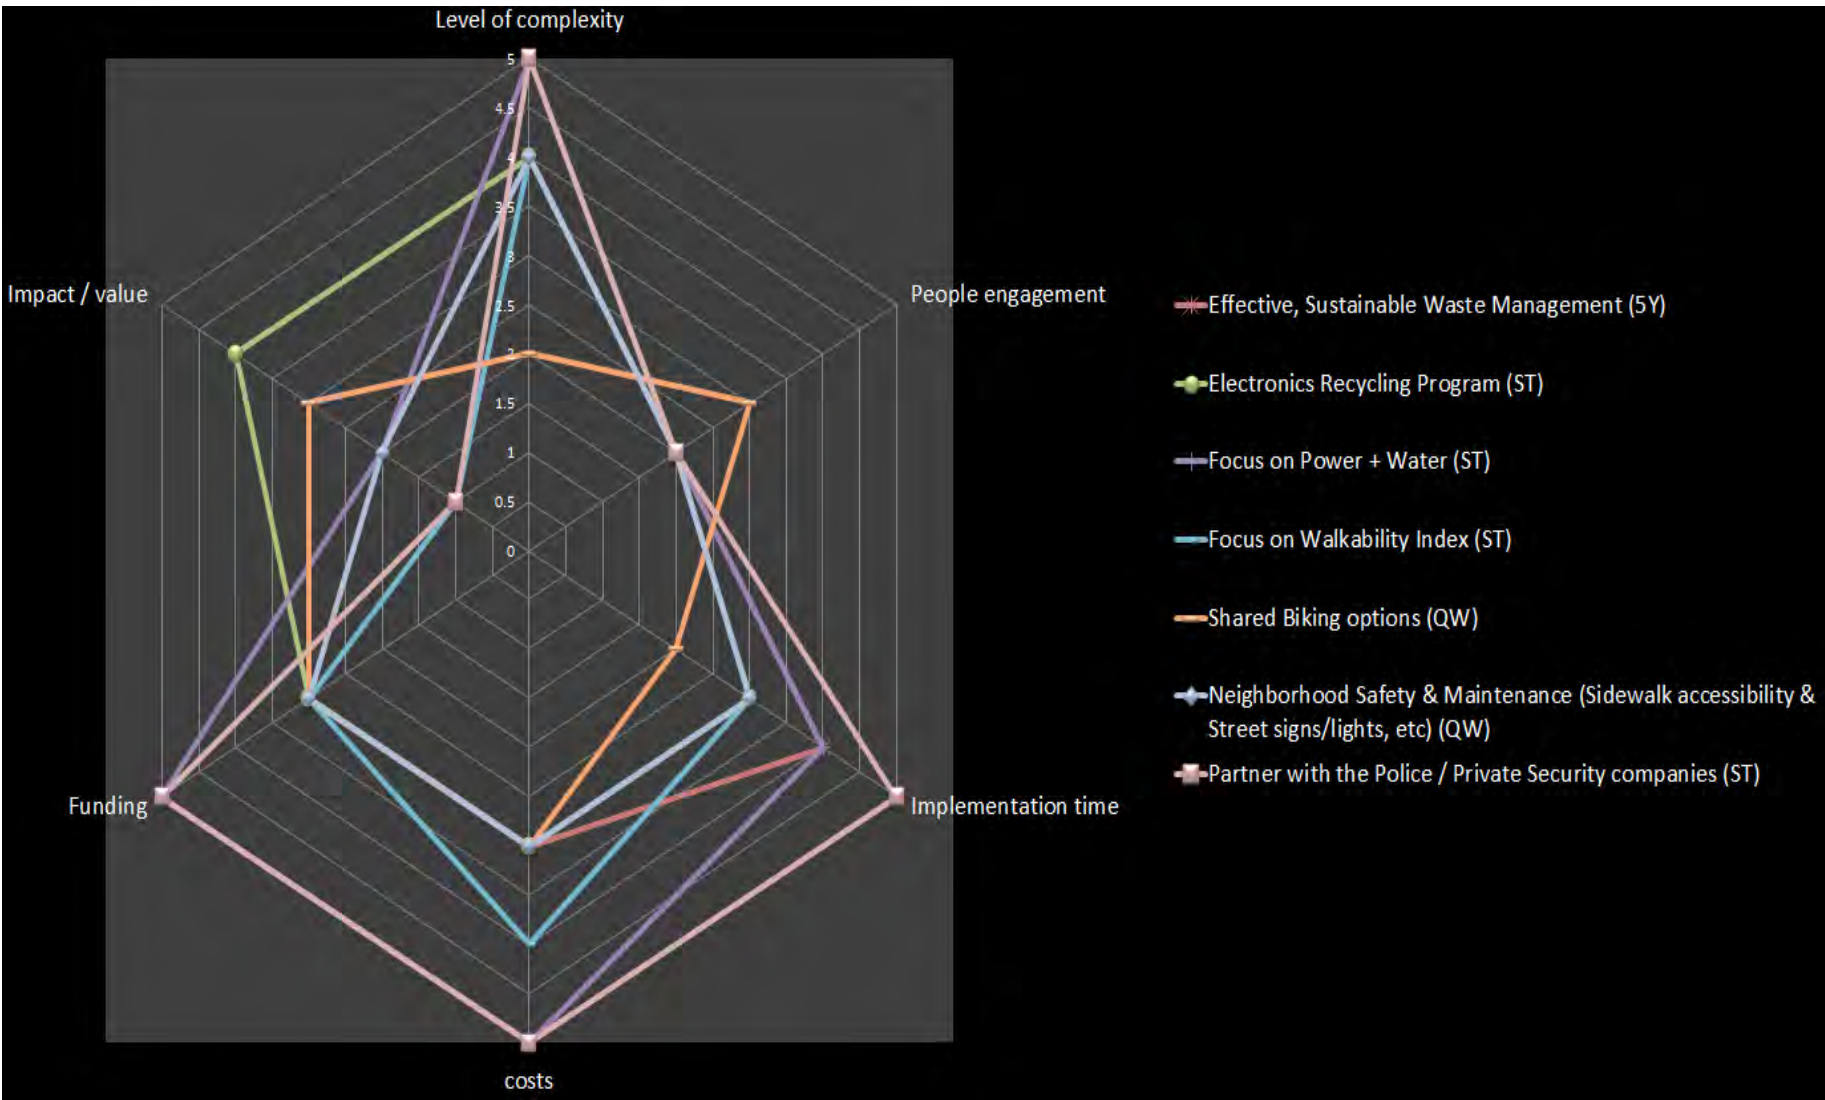 Level of complexity
5
4.5
4
3.5
3
2.5
2
1.5
1
0.5
0
Impact / value
People engagement
Funding
Implementation time
costs
Effective, Sustainable Waste Management (5Y)
Electronics Recycling Program (ST)
Focus on Power + Water (ST)
Focus on Walkability Index (ST)
Shared Biking options (QW)
Neighborhood Safety & Maintenance (Sidewalk accessibility &
Street signs/lights, etc) (QW)
Partner with the Police / Private Security companies (ST)